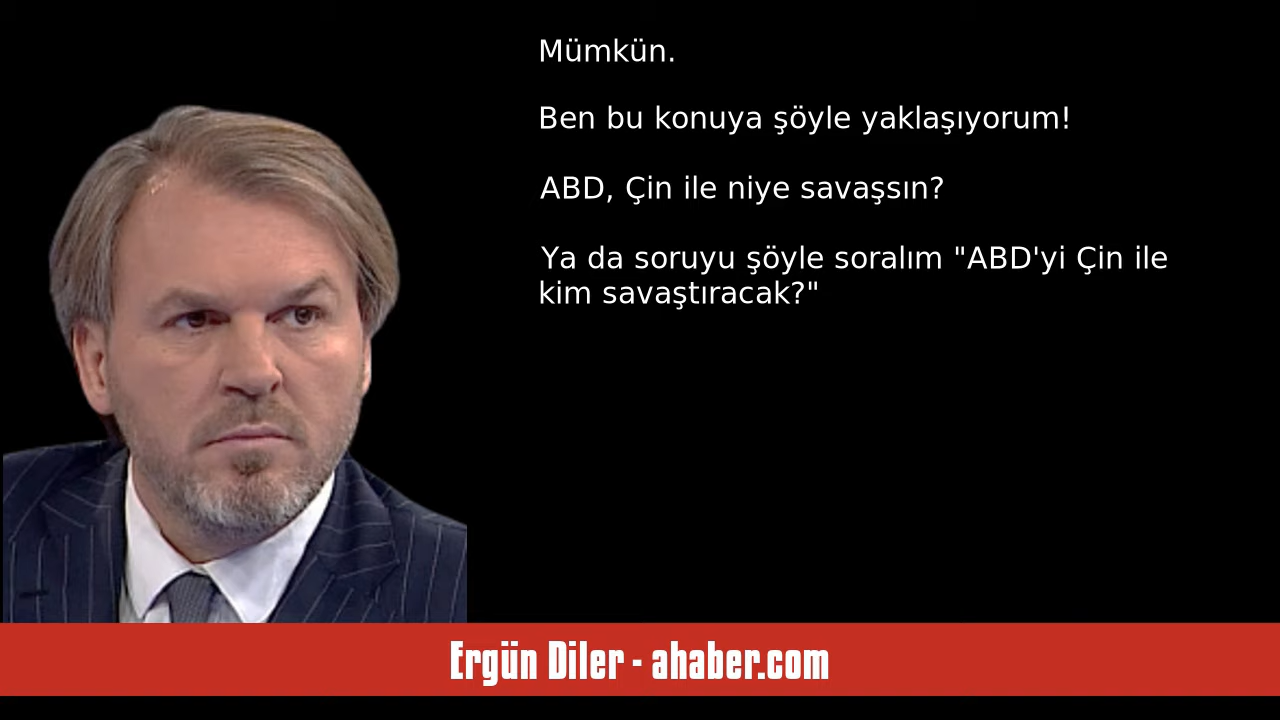 Mümkün.
Ben bu konuya şöyle yaklaşıyorum!
ABD, Çin ile niye savaşsın?
Ya da soruyu şöyle soralım "ABD'yi Çin ile
kim savaştıracak?"
Ergün Diler - ahaber.com